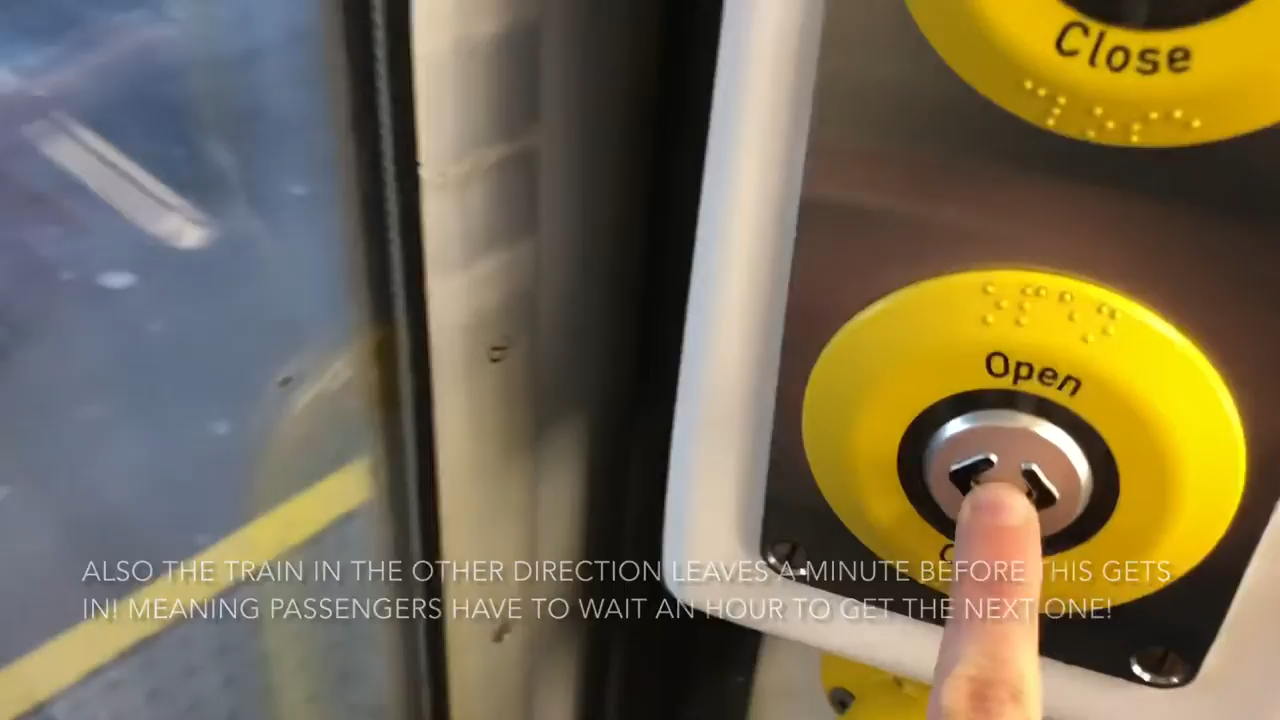 Close
Open
ALSO THE TRAIN IN THE OTHER DIRECTION LEAVES A MINUTE BEFORE THIS GETS
IN! MEANING PASSENGERS HAVE TO WAIT AN HOUR TO GET THE NEXT ONE!